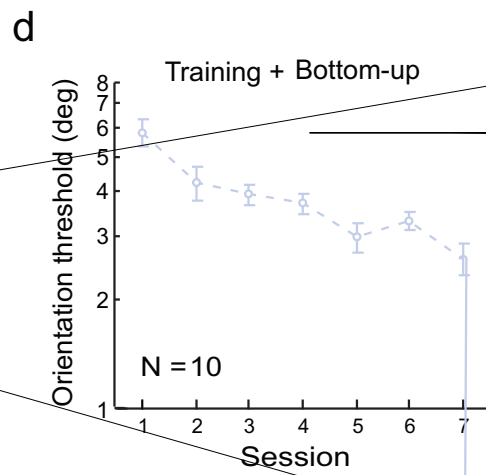 d
Training + Bottom-up
Orientation threshold (deg)
8
7
6
5
4
3
2
1
N = 10
1 2 3 4 5 6 7
Session